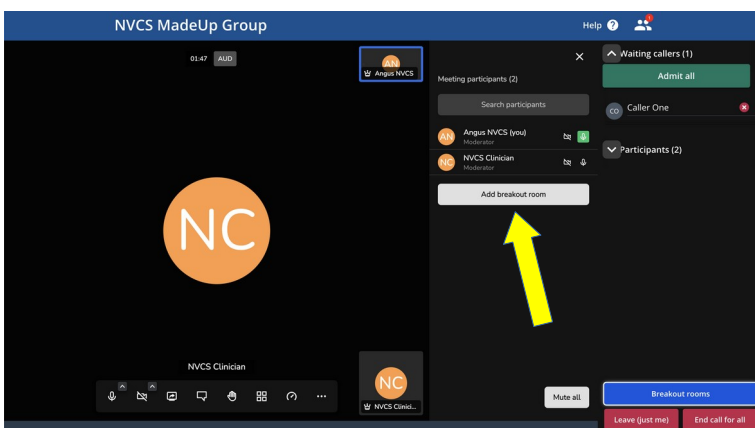 NVCS MadeUp Group
Help ?
01:47 AUD
AN
Angus NVCS
NC
NVCS Clinician
NC
NVCS Clinici...
Meeting participants (2)
Search participants
AN
Angus NVCS (you)
Moderator
NC
NVCS Clinician
Moderator
Add breakout room
Mute all
Waiting callers (1)
Admit all
CO
Caller One
Participants (2)
Breakout rooms
Leave (just me)
End call for all